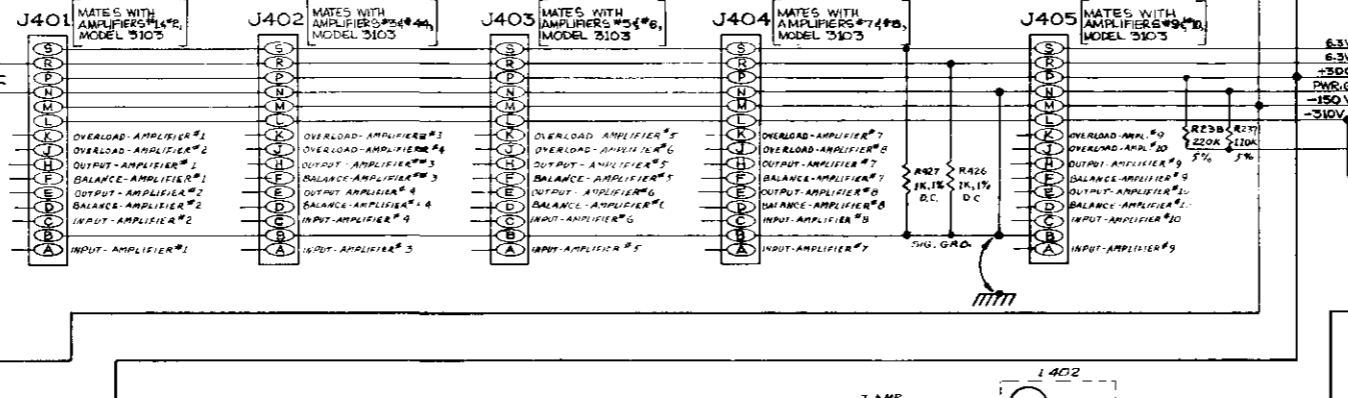 J401
MATES WITH
AMPLIFIERS #1&#2,
MODEL 3103
J402
MATES WITH
AMPLIFIERS #3&#4,
MODEL 3103
J403
MATES WITH
AMPLIFIERS #5&#6,
MODEL 3103
J404
MATES WITH
AMPLIFIERS #7&#8,
MODEL 3103
J405
MATES WITH
AMPLIFIERS #9&#10,
MODEL 3103
S
R
P
N
M
L
K OVERLOAD-AMPLIFIER #1
J OVERLOAD-AMPLIFIER #2
H OUTPUT-AMPLIFIER #1
F BALANCE-AMPLIFIER #1
E OUTPUT-AMPLIFIER #2
D BALANCE-AMPLIFIER #2
C INPUT-AMPLIFIER #2
B
A INPUT-AMPLIFIER #1
S
R
P
N
M
L
K OVERLOAD-AMPLIFIER #3
J OVERLOAD-AMPLIFIER #4
H OUTPUT-AMPLIFIER #3
F BALANCE-AMPLIFIER #3
E OUTPUT AMPLIFIER #4
D BALANCE-AMPLIFIER #4
C INPUT-AMPLIFIER #4
B
A INPUT-AMPLIFIER #3
S
R
P
N
M
L
K OVERLOAD-AMPLIFIER #5
J OVERLOAD-AMPLIFIER #6
H OUTPUT-AMPLIFIER #5
F BALANCE-AMPLIFIER #5
E OUTPUT-AMPLIFIER #6
D BALANCE-AMPLIFIER
C INPUT-AMPLIFIER #6
B
A INPUT-AMPLIFIER #5
S
R
P
N
M
L
K OVERLOAD-AMPLIFIER #7
J OVERLOAD-AMPLIFIER #8
H OUTPUT-AMPLIFIER #7
F BALANCE-AMPLIFIER #7
E OUTPUT-AMPLIFIER #8
D BALANCE-AMPLIFIER #8
C INPUT-AMPLIFIER #8
B
A INPUT-AMPLIFIER #7
R427
1K, 1%
D.C.
R426
1K, 1%
D C
SIG. GRD.
S
R
P
N
M
L
K OVERLOAD-AMPL. #9
J OVERLOAD-AMPL. #10
H OUTPUT-AMPLIFIER #9
F BALANCE-AMPLIFIER #9
E OUTPUT-AMPLIFIER
D BALANCE-AMPLIFIER
C INPUT-AMPLIFIER #10
B
A INPUT-AMPLIFIER #9
R238
220K
5%
R237
110K
5%
6.3V
6.3V
+300
PWR.G
-150 V
-310V
1402
AMP